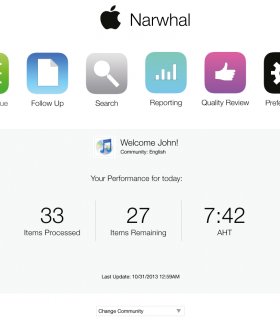 Narwhal
ue Follow Up Search Reporting Quality Review Prefe
Welcome John!
Community: English
Your Performance for today:
33 27 7:42
Items Processed Items Remaining AHT
Last Update: 10/31/2013 12:59AM
Change Community